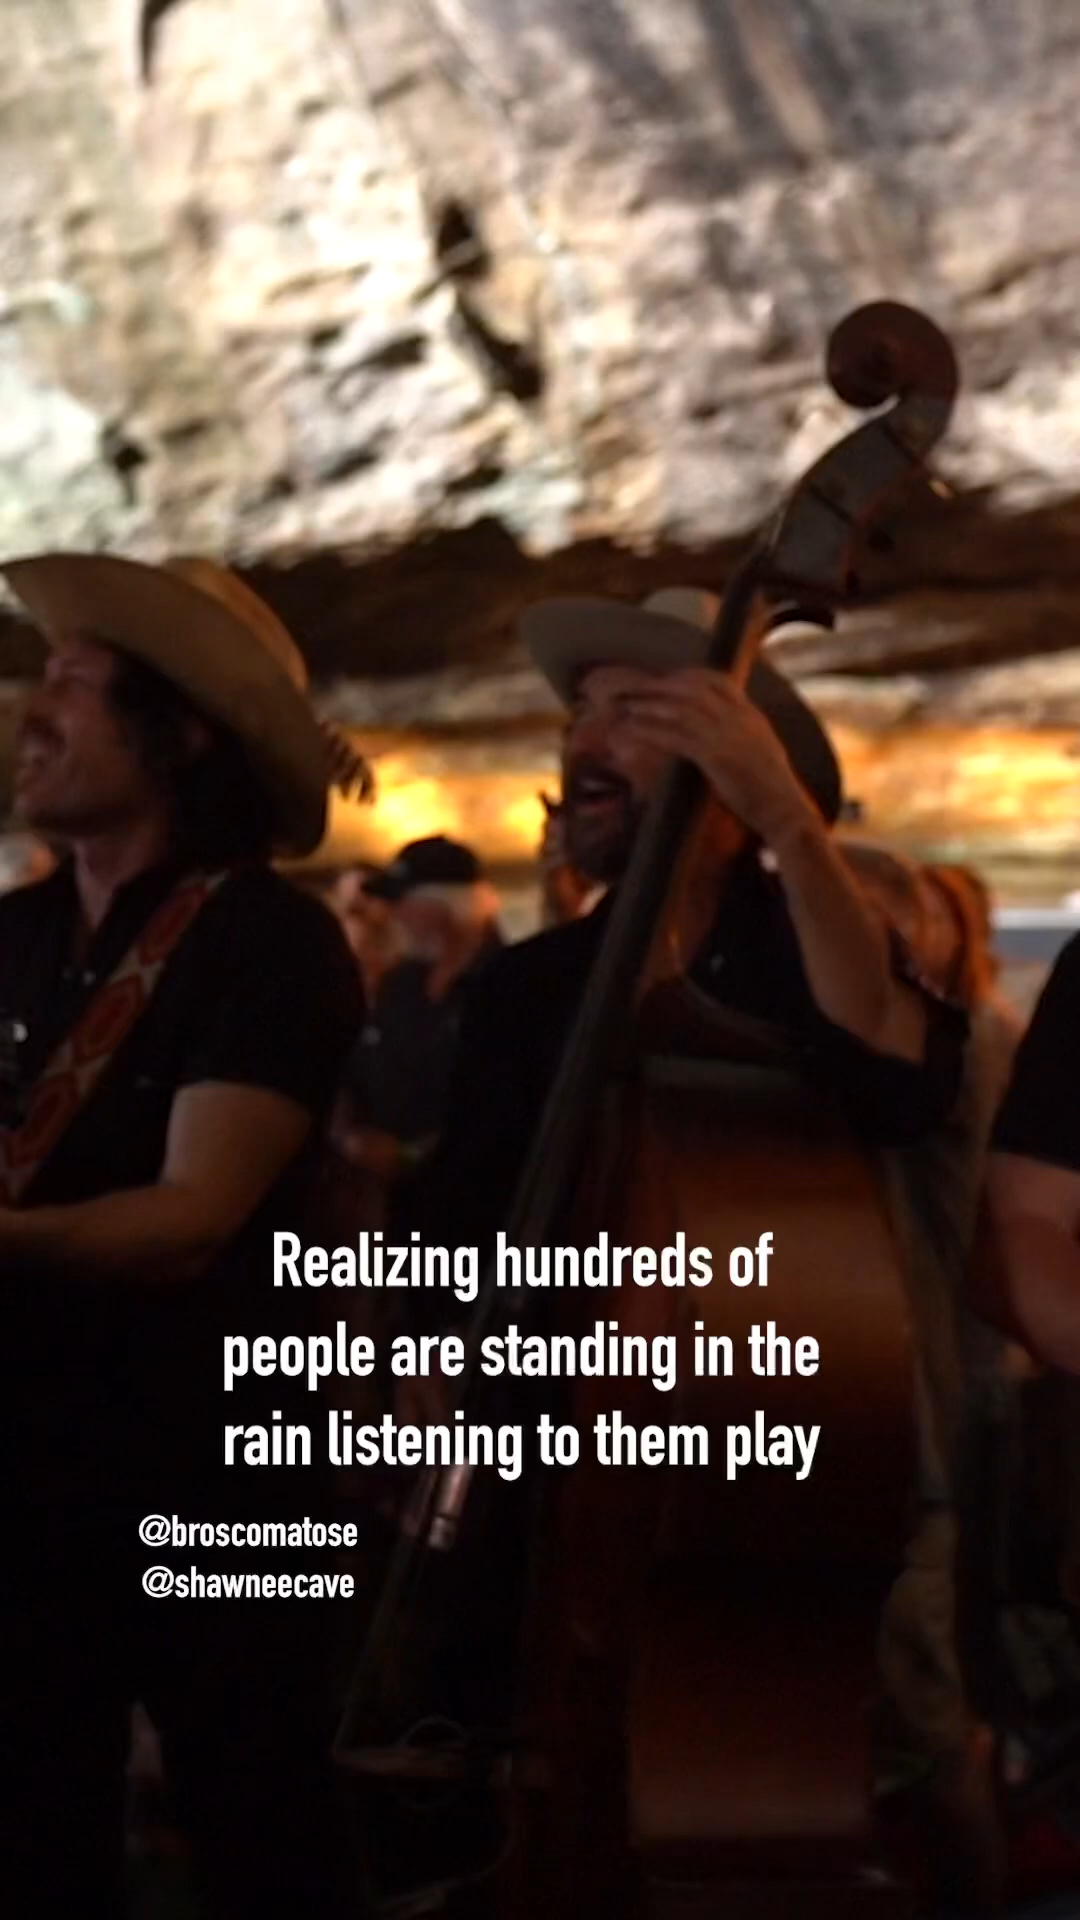 Realizing hundreds of
people are standing in the
rain listening to them play
@broscomatose
@shawneecave